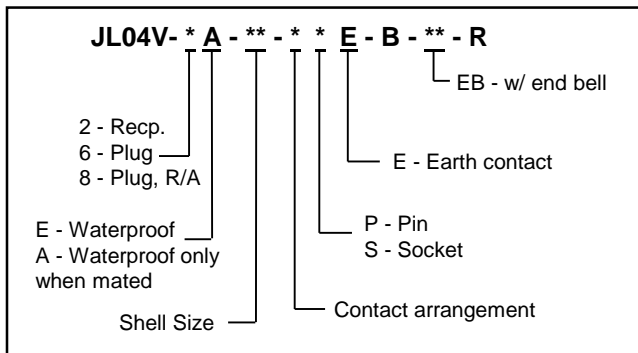 JL04V- * A - ** - * * E - B - ** - R
EB - w/ end bell
2 - Recp.
6 - Plug
8 - Plug, R/A
E - Earth contact
E - Waterproof
A - Waterproof only
when mated
P - Pin
S - Socket
Contact arrangement
Shell Size